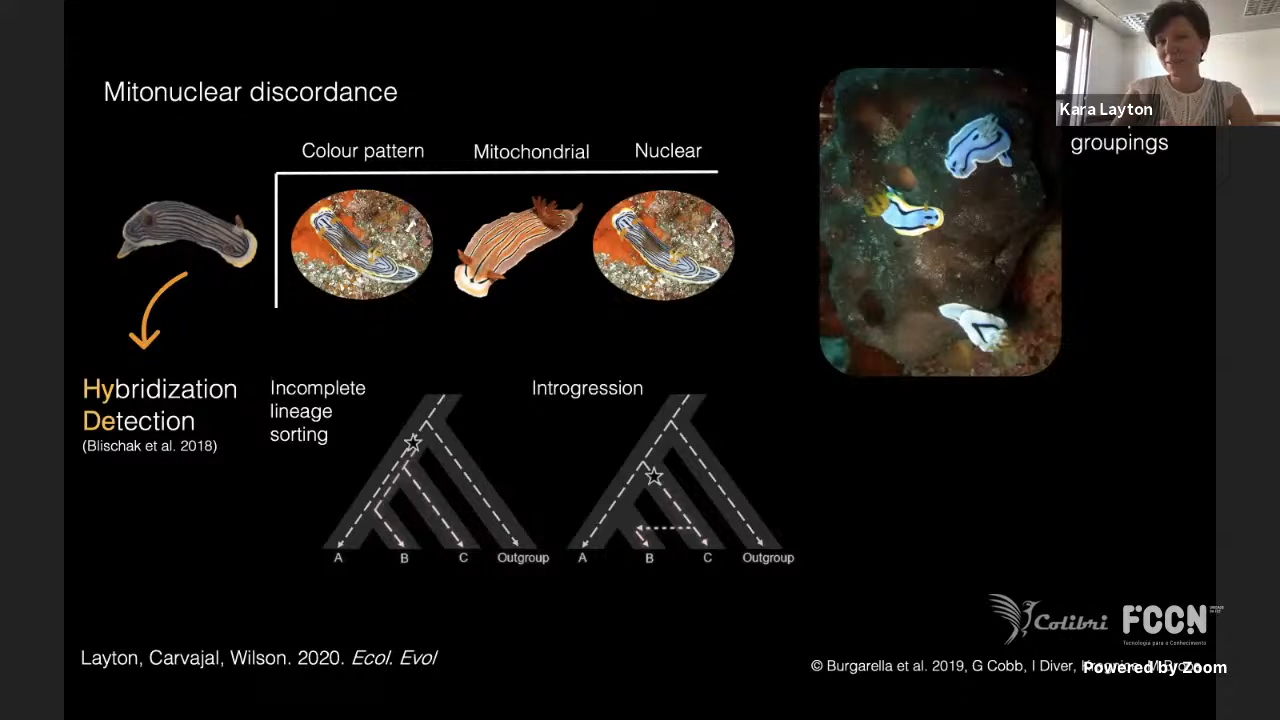 Mitonuclear discordance
Kara Layton
groupings
Colour pattern
Mitochondrial
Nuclear
Hybridization
Detection
(Blischak et al. 2018)
Incomplete
lineage
sorting
Introgression
A B C Outgroup
A B C Outgroup
Colibri
FCCN
Tecnologia para o Conhecimento
Layton, Carvajal, Wilson. 2020. Ecol. Evol
© Burgarella et al. 2019, G Cobb, I Diver,
Powered by Zoom